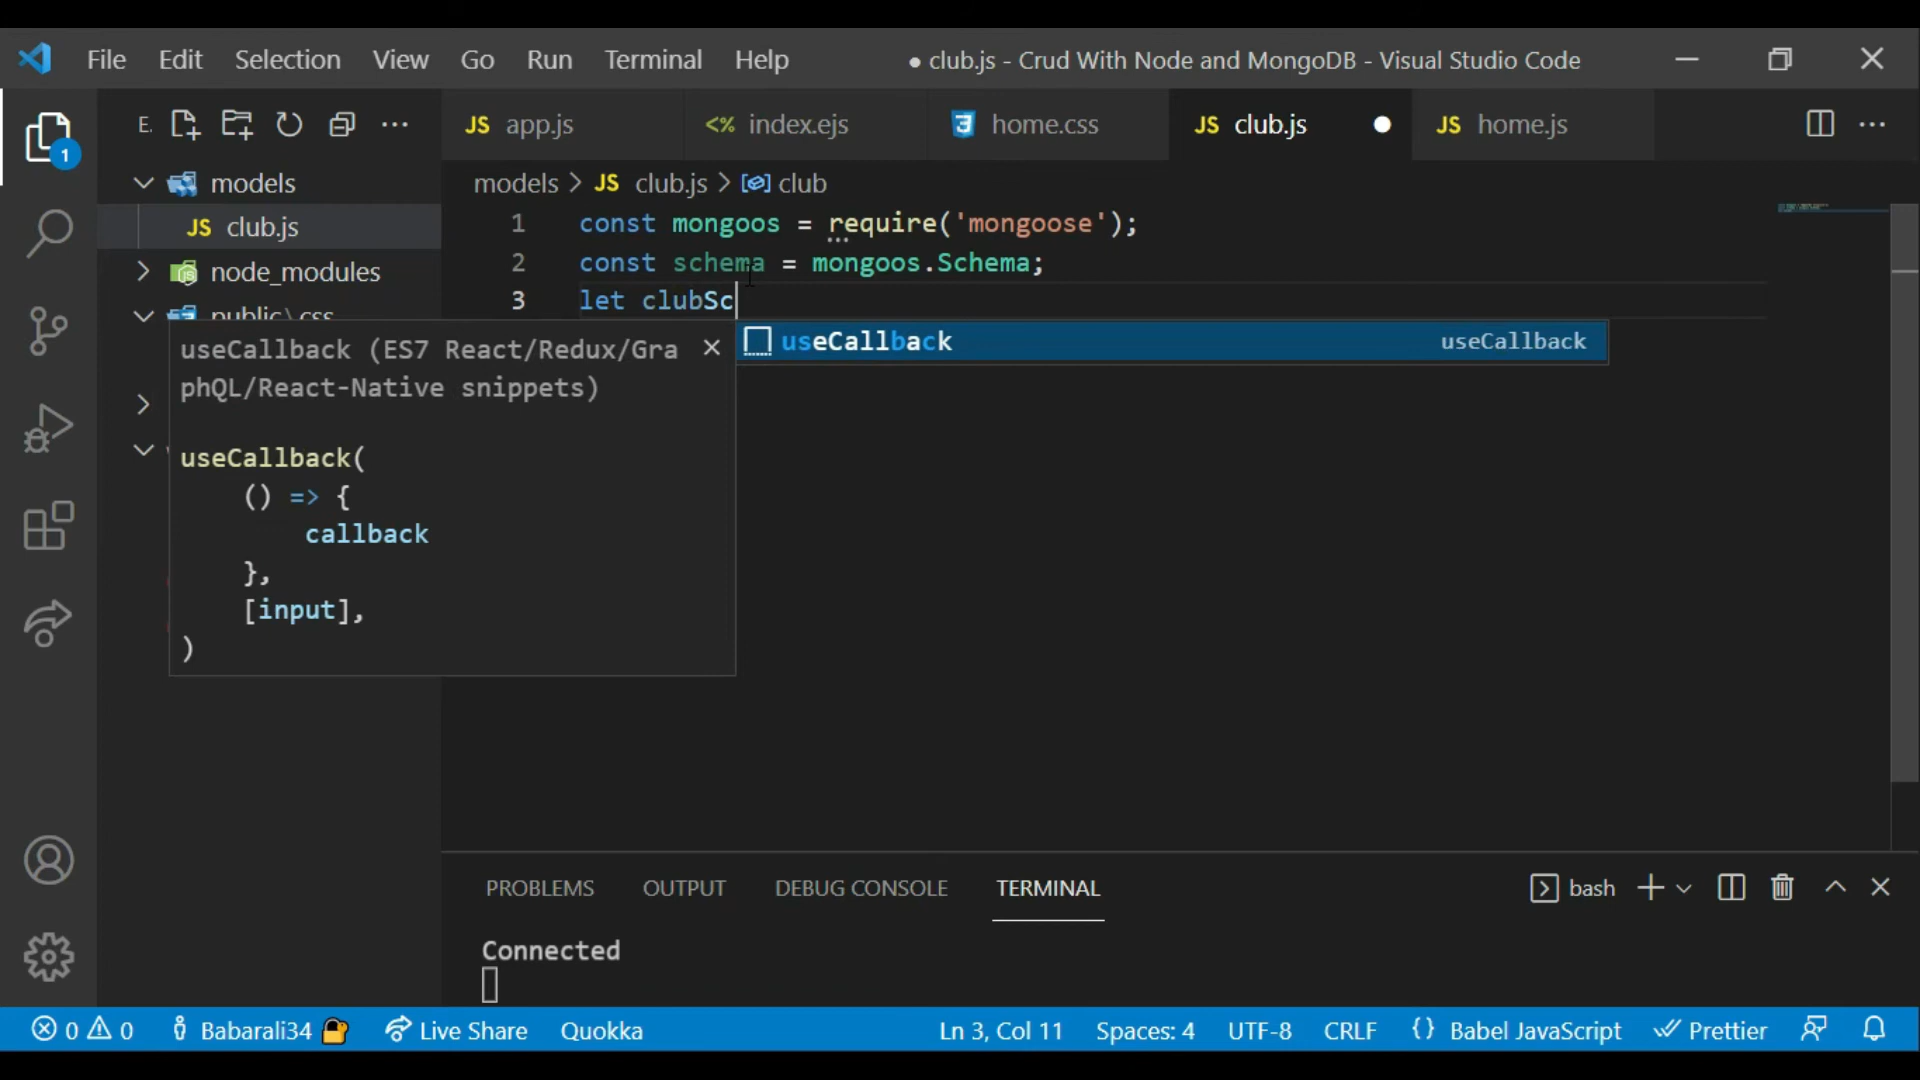 File Edit Selection View Go Run Terminal Help ● club.js - Crud With Node and MongoDB - Visual Studio Code
E.
JS app.js <% index.ejs 3 home.css JS club.js ● JS home.js
1
models
JS club.js
node_modules
models > JS club.js > club
1 const mongoos = require('mongoose');
2 const schema = mongoos.Schema;
3 let clubSc
useCallback useCallback
useCallback (ES7 React/Redux/Gra
phQL/React-Native snippets)
useCallback(
() => {
callback
},
[input],
)
PROBLEMS OUTPUT DEBUG CONSOLE TERMINAL bash
Connected
0 0 Babarali34 Live Share Quokka Ln 3, Col 11 Spaces: 4 UTF-8 CRLF {} Babel JavaScript Prettier